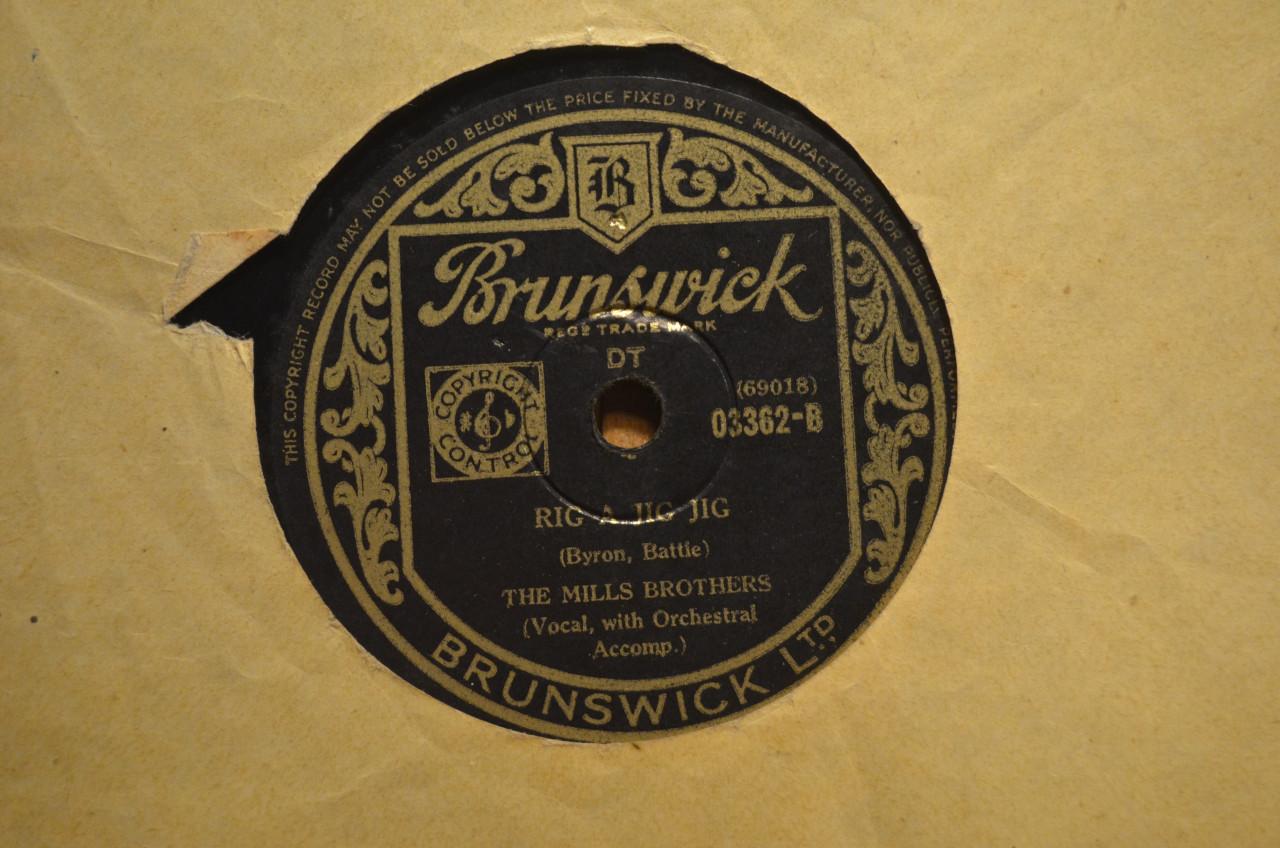 THIS COPYRIGHT RECORD MAY NOT BE SOLD BELOW THE PRICE FIXED BY THE MANUFACTURER, NOR PUBLICLY
B
Brunswick
REGD TRADE MARK
DT
COPYRIGHT
CONTROL
(69018)
03362-B
RIG A JIG JIG
(Byron, Battle)
THE MILLS BROTHERS
(Vocal, with Orchestral
Accomp.)
BRUNSWICK LTD